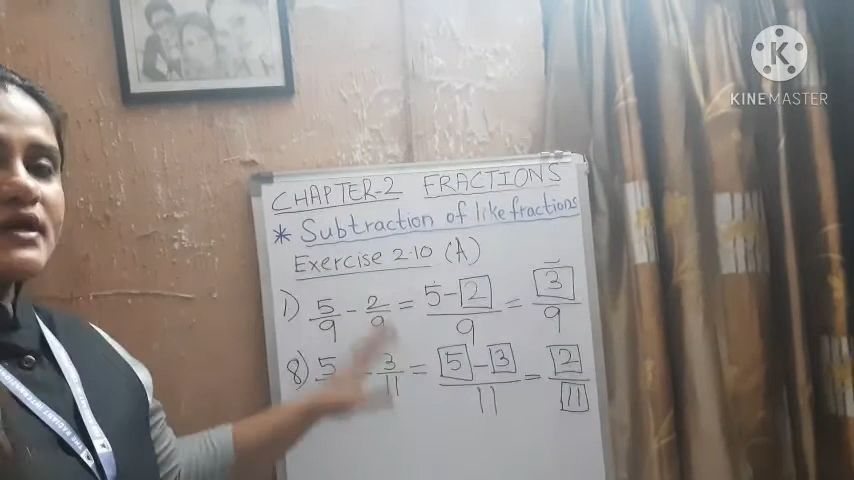 KINEMASTER
CHAPTER-2 FRACTIONS
* Subtraction of like fractions
Exercise 2.10 (A)
1) 5/9 - 2/9 = 5-2/9 = 3/9
8) 5 - 3/11 = 5-3/11 = 2/11